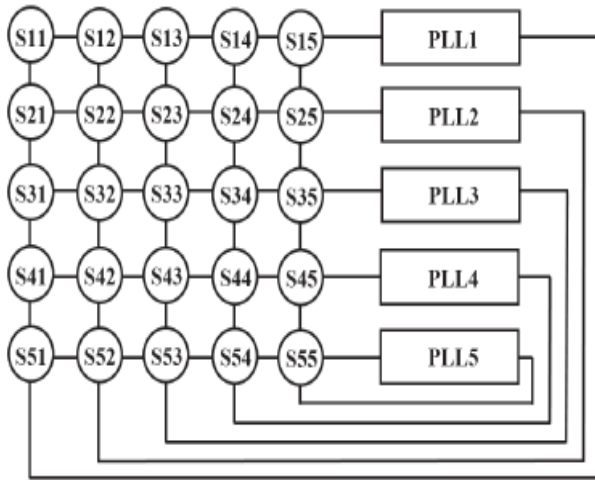 S11 S12 S13 S14 S15 PLL1
S21 S22 S23 S24 S25 PLL2
S31 S32 S33 S34 S35 PLL3
S41 S42 S43 S44 S45 PLL4
S51 S52 S53 S54 S55 PLL5